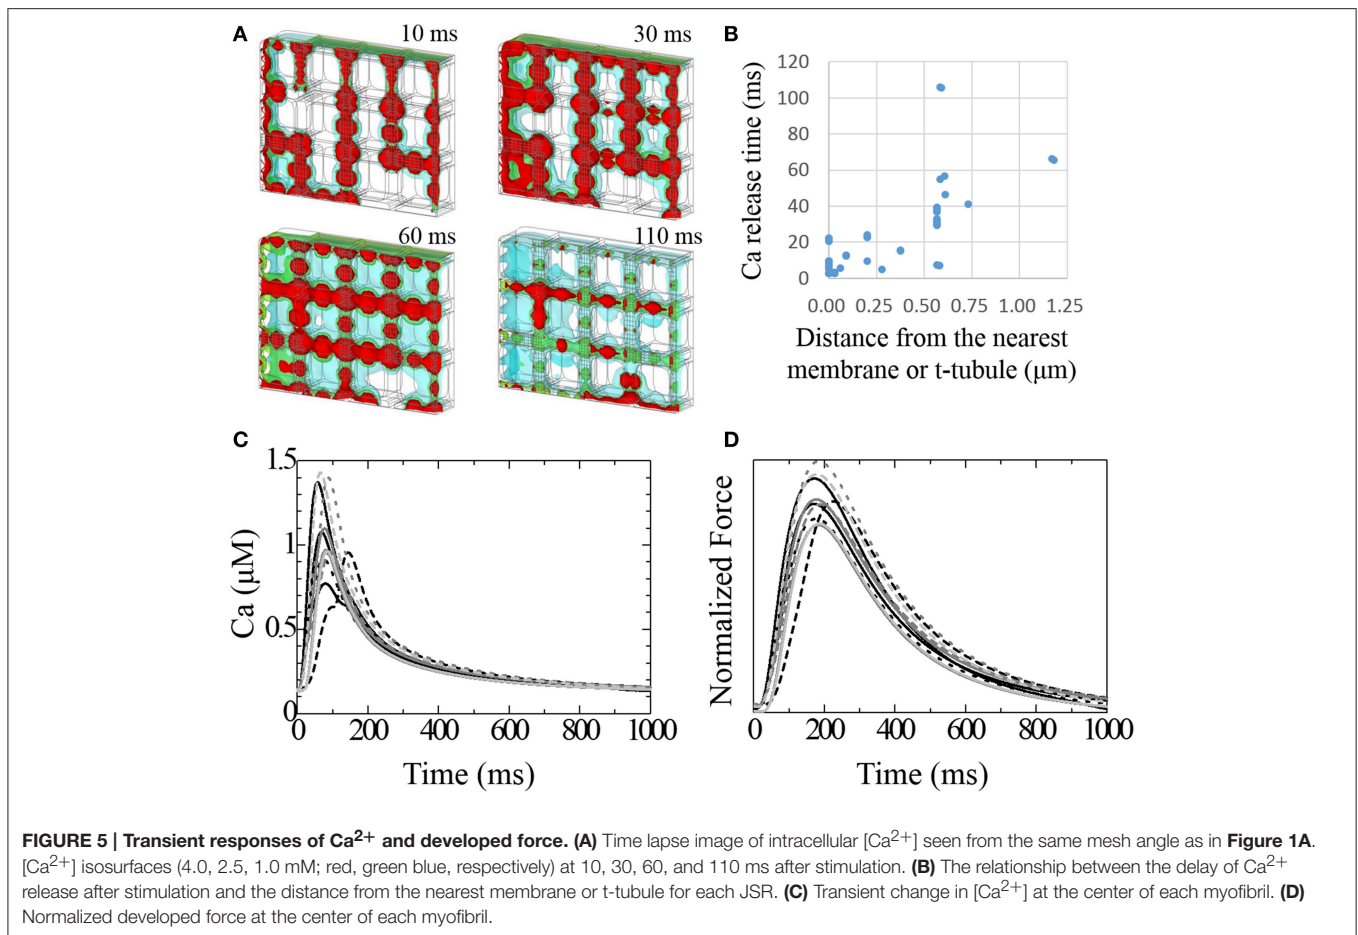 A
10 ms
30 ms
60 ms
110 ms
B
Ca release time (ms)
120
100
80
60
40
20
0
0.00 0.25 0.50 0.75 1.00 1.25
Distance from the nearest
membrane or t-tubule (μm)
C
Ca (μM)
1.5
1
0.5
0
0 200 400 600 800 1000
Time (ms)
D
Normalized Force
0 200 400 600 800 1000
Time (ms)
FIGURE 5 | Transient responses of Ca2+ and developed force. (A) Time lapse image of intracellular [Ca2+] seen from the same mesh angle as in Figure 1A.
[Ca2+] isosurfaces (4.0, 2.5, 1.0 mM; red, green blue, respectively) at 10, 30, 60, and 110 ms after stimulation. (B) The relationship between the delay of Ca2+
release after stimulation and the distance from the nearest membrane or t-tubule for each JSR. (C) Transient change in [Ca2+] at the center of each myofibril. (D)
Normalized developed force at the center of each myofibril.